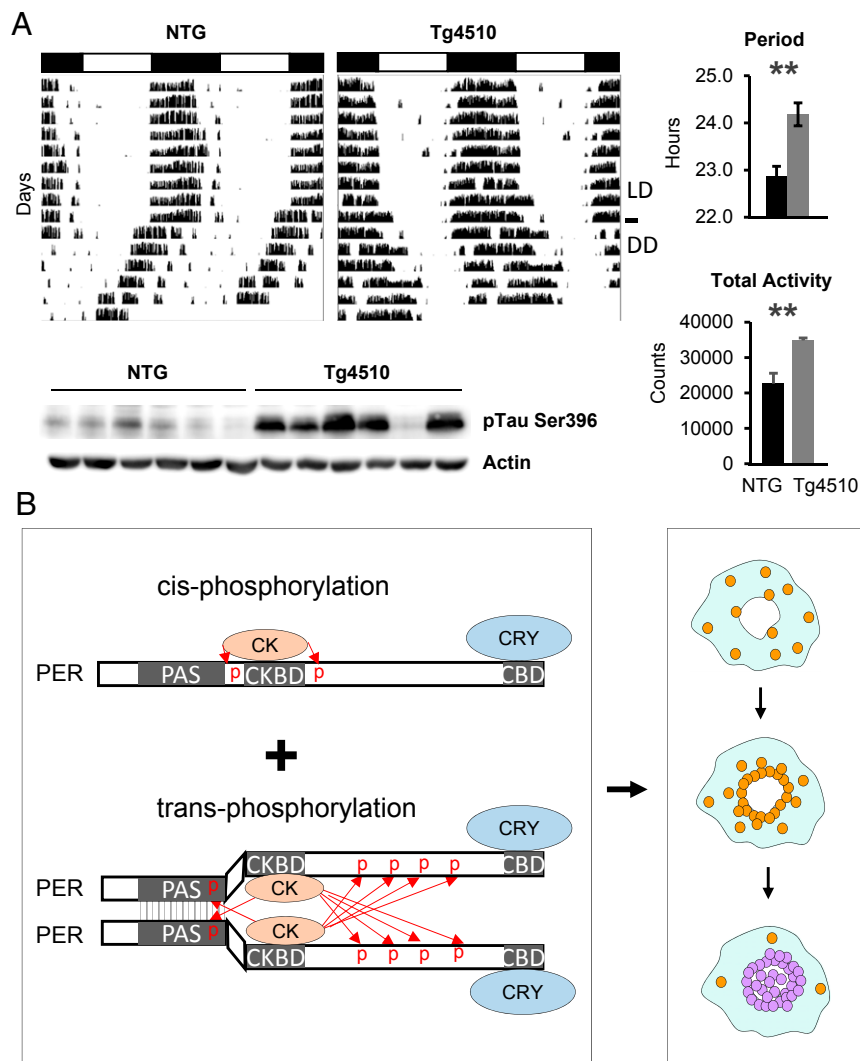 A
NTG
Tg4510
Days
LD
DD
Period
**
25.0
24.0
23.0
22.0
Hours
Total Activity
**
40000
30000
20000
10000
0
Counts
NTG Tg4510
NTG
Tg4510
pTau Ser396
Actin
B
cis-phosphorylation
CK
CRY
PER
PAS
p
CKBD
p
CBD
+
trans-phosphorylation
CRY
CKBD
p p p p
CBD
PER
PAS
p
CK
PER
PAS
p
CK
CKBD
p p p p
CBD
CRY